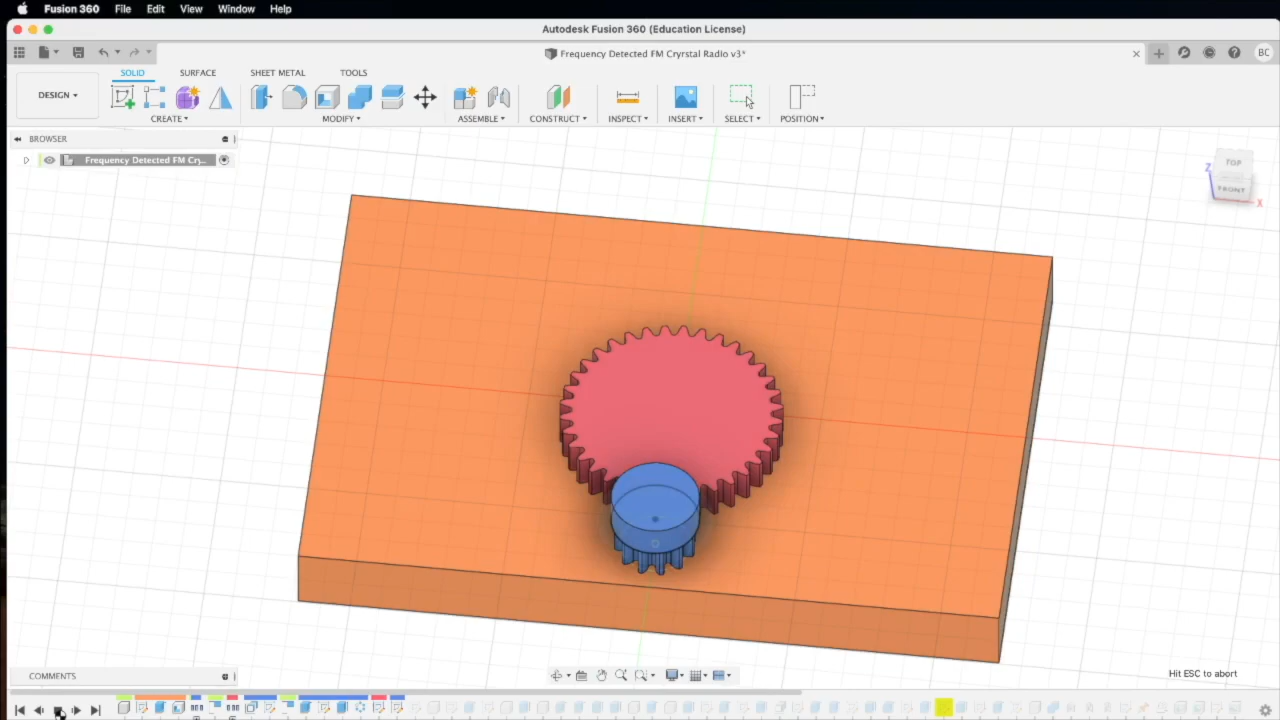 Fusion 360 File Edit View Window Help
Autodesk Fusion 360 (Education License)
Frequency Detected FM Cryrstal Radio v3*
BC
SOLID SURFACE SHEET METAL TOOLS
DESIGN
CREATE MODIFY ASSEMBLE CONSTRUCT INSPECT INSERT SELECT POSITION
BROWSER
Frequency Detected FM Cry...
TOP
Z
FRONT
X
COMMENTS
Hit ESC to abort